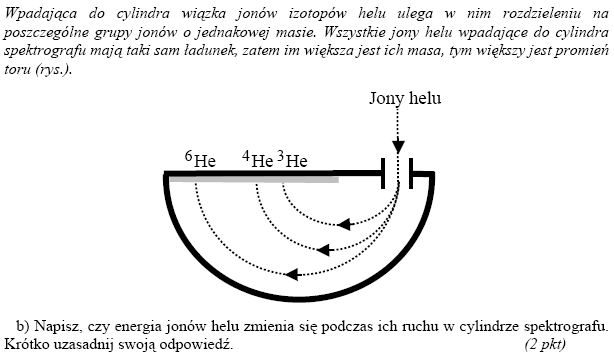 Wpadająca do cylindra wiązka jonów izotopów helu ulega w nim rozdzieleniu na
poszczególne grupy jonów o jednakowej masie. Wszystkie jony helu wpadające do cylindra
spektrografu mają taki sam ładunek, zatem im większa jest ich masa, tym większy jest promień
toru (rys.).
Jony helu
⁶He ⁴He ³He
b) Napisz, czy energia jonów helu zmienia się podczas ich ruchu w cylindrze spektrografu.
Krótko uzasadnij swoją odpowiedź. (2 pkt)